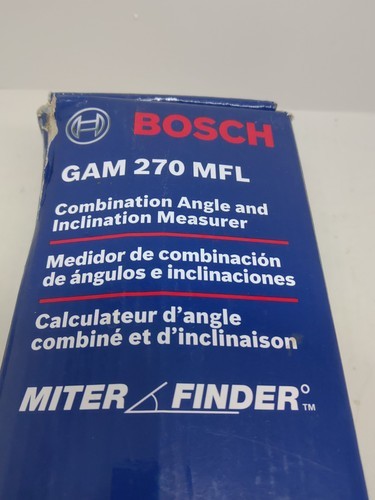 BOSCH
GAM 270 MFL
Combination Angle and
Inclination Measurer
Medidor de combinación
de ángulos e inclinaciones
Calculateur d'angle
combiné et d'inclinaison
MITER FINDER°™